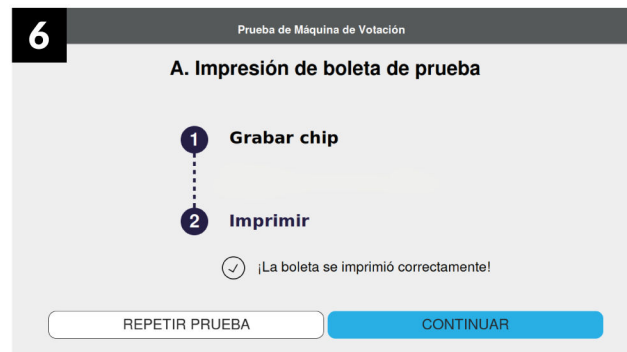 6
Prueba de Máquina de Votación
A. Impresión de boleta de prueba
1 Grabar chip
2 Imprimir
¡La boleta se imprimió correctamente!
REPETIR PRUEBA CONTINUAR